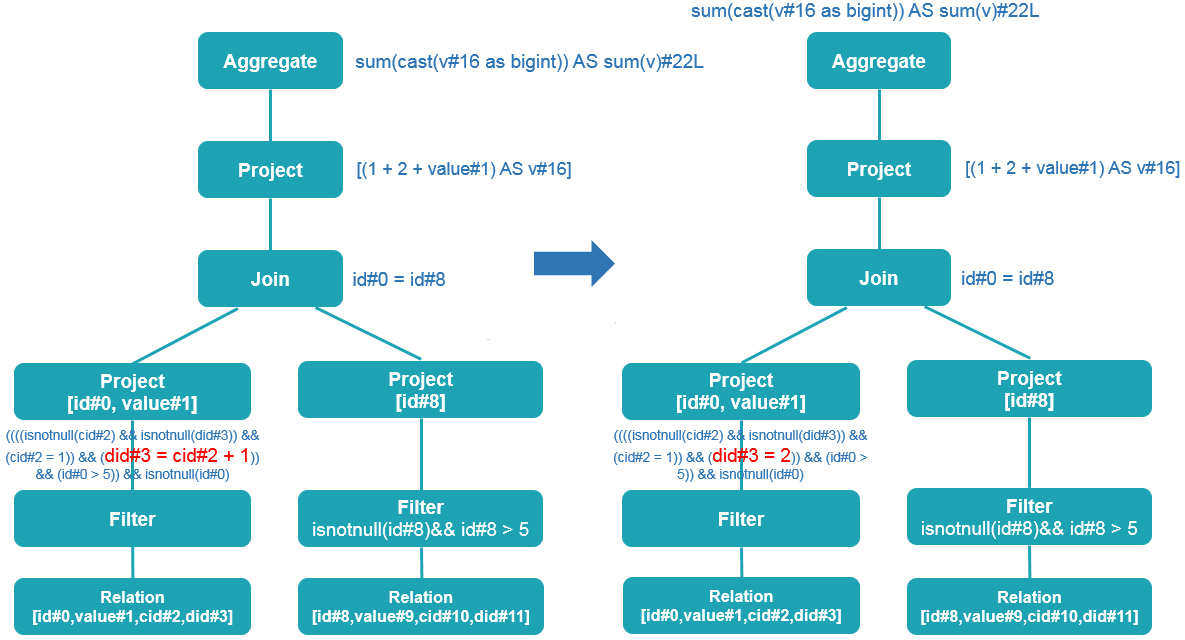 Aggregate
sum(cast(v#16 as bigint)) AS sum(v)#22L
Project
[(1 + 2 + value#1) AS v#16]
Join
id#0 = id#8
Project
[id#0, value#1]
Project
[id#8]
((((isnotnull(cid#2) && isnotnull(did#3)) &&
(cid#2 = 1)) && (did#3 = cid#2 + 1))
&& (id#0 > 5)) && isnotnull(id#0)
Filter
Filter
isnotnull(id#8)&& id#8 > 5
Relation
[id#0,value#1,cid#2,did#3]
Relation
[id#8,value#9,cid#10,did#11]
sum(cast(v#16 as bigint)) AS sum(v)#22L
Aggregate
Project
[(1 + 2 + value#1) AS v#16]
Join
id#0 = id#8
Project
[id#0, value#1]
Project
[id#8]
((((isnotnull(cid#2) && isnotnull(did#3)) &&
(cid#2 = 1)) && (did#3 = 2)) && (id#0 >
5)) && isnotnull(id#0)
Filter
Filter
isnotnull(id#8)&& id#8 > 5
Relation
[id#0,value#1,cid#2,did#3]
Relation
[id#8,value#9,cid#10,did#11]